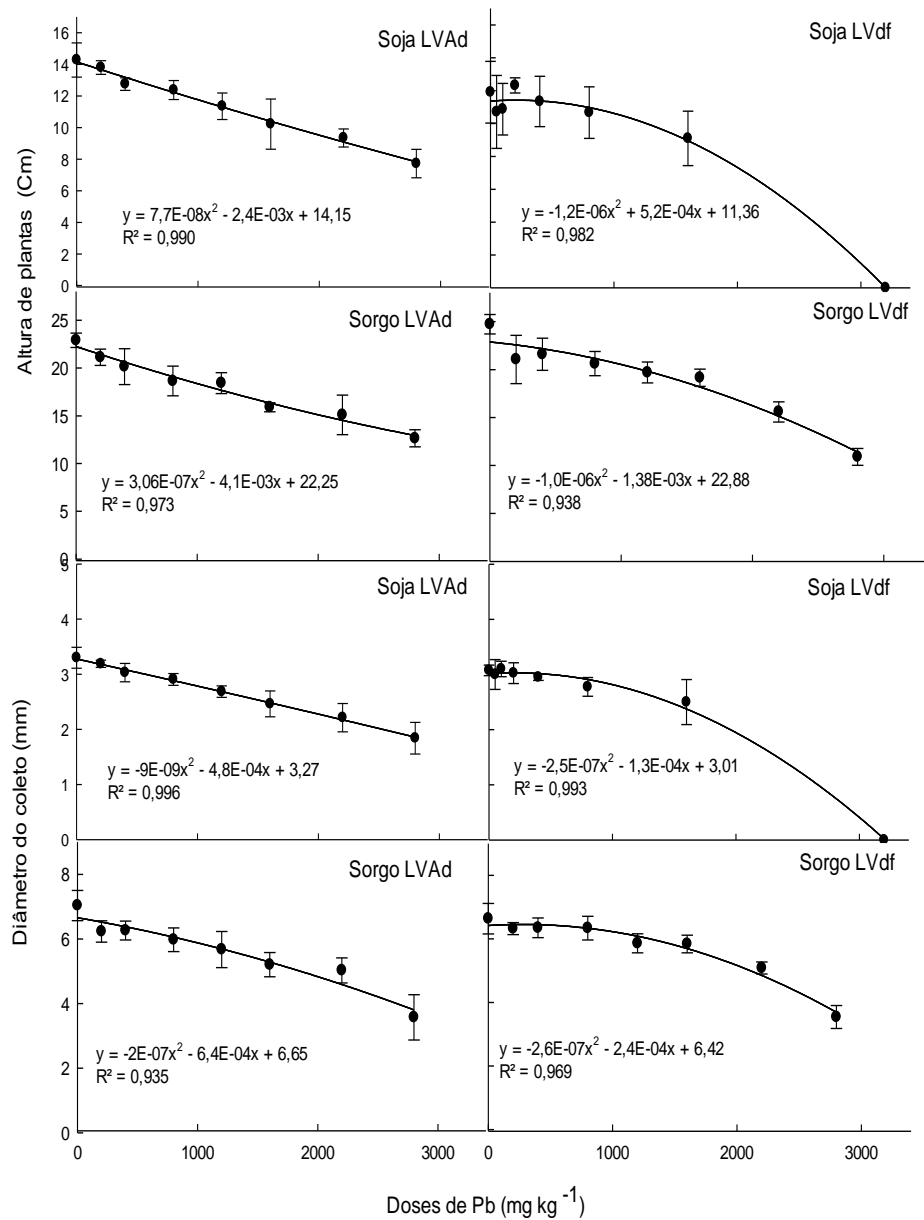 Soja LVAd
16
14
12
10
8
6
4
2
0
y = 7,7E-08x² - 2,4E-03x + 14,15
R² = 0,990
Soja LVdf
y = -1,2E-06x² + 5,2E-04x + 11,36
R² = 0,982
Altura de plantas (Cm)
Sorgo LVAd
25
20
15
10
5
0
y = 3,06E-07x² - 4,1E-03x + 22,25
R² = 0,973
Sorgo LVdf
y = -1,0E-06x² - 1,38E-03x + 22,88
R² = 0,938
Soja LVAd
5
4
3
2
1
0
y = -9E-09x² - 4,8E-04x + 3,27
R² = 0,996
Soja LVdf
y = -2,5E-07x² - 1,3E-04x + 3,01
R² = 0,993
Diâmetro do coleto (mm)
Sorgo LVAd
8
6
4
2
0
y = -2E-07x² - 6,4E-04x + 6,65
R² = 0,935
Sorgo LVdf
y = -2,6E-07x² - 2,4E-04x + 6,42
R² = 0,969
0 1000 2000 3000
0 1000 2000 3000
Doses de Pb (mg kg⁻¹)